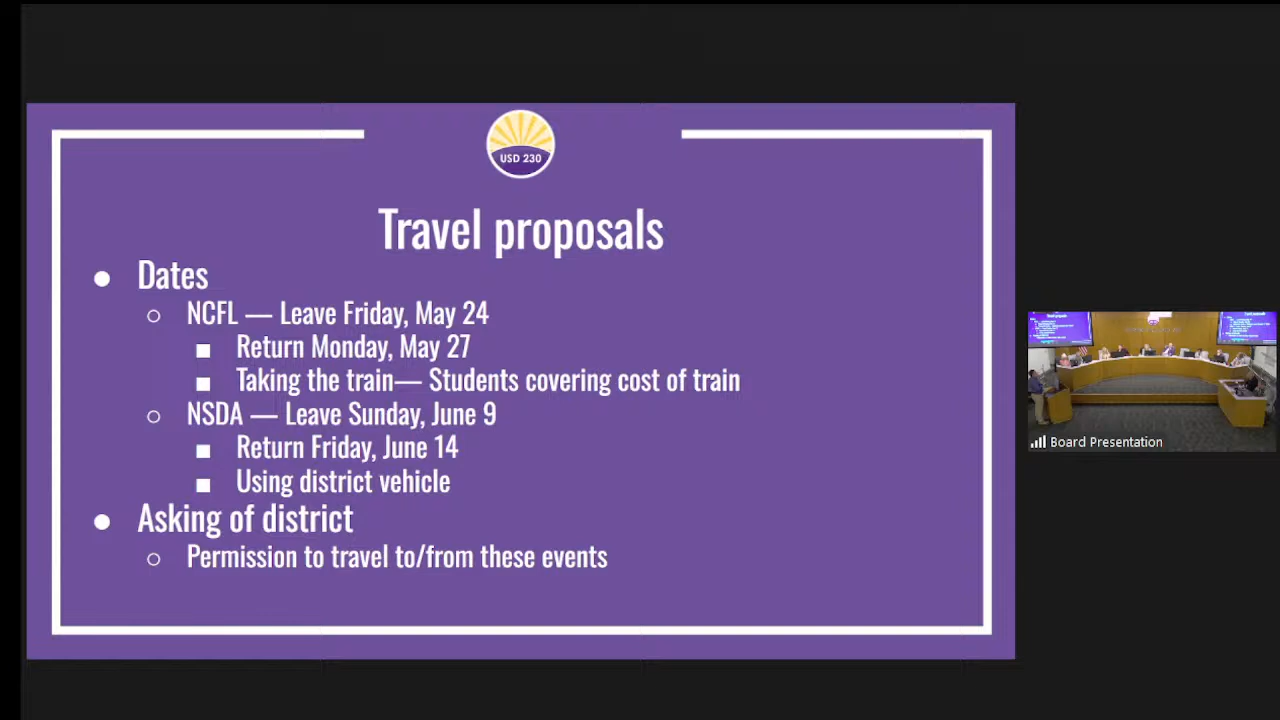 USD 230
Travel proposals
● Dates
○ NCFL — Leave Friday, May 24
■ Return Monday, May 27
■ Taking the train— Students covering cost of train
○ NSDA — Leave Sunday, June 9
■ Return Friday, June 14
■ Using district vehicle
● Asking of district
○ Permission to travel to/from these events
Board Presentation